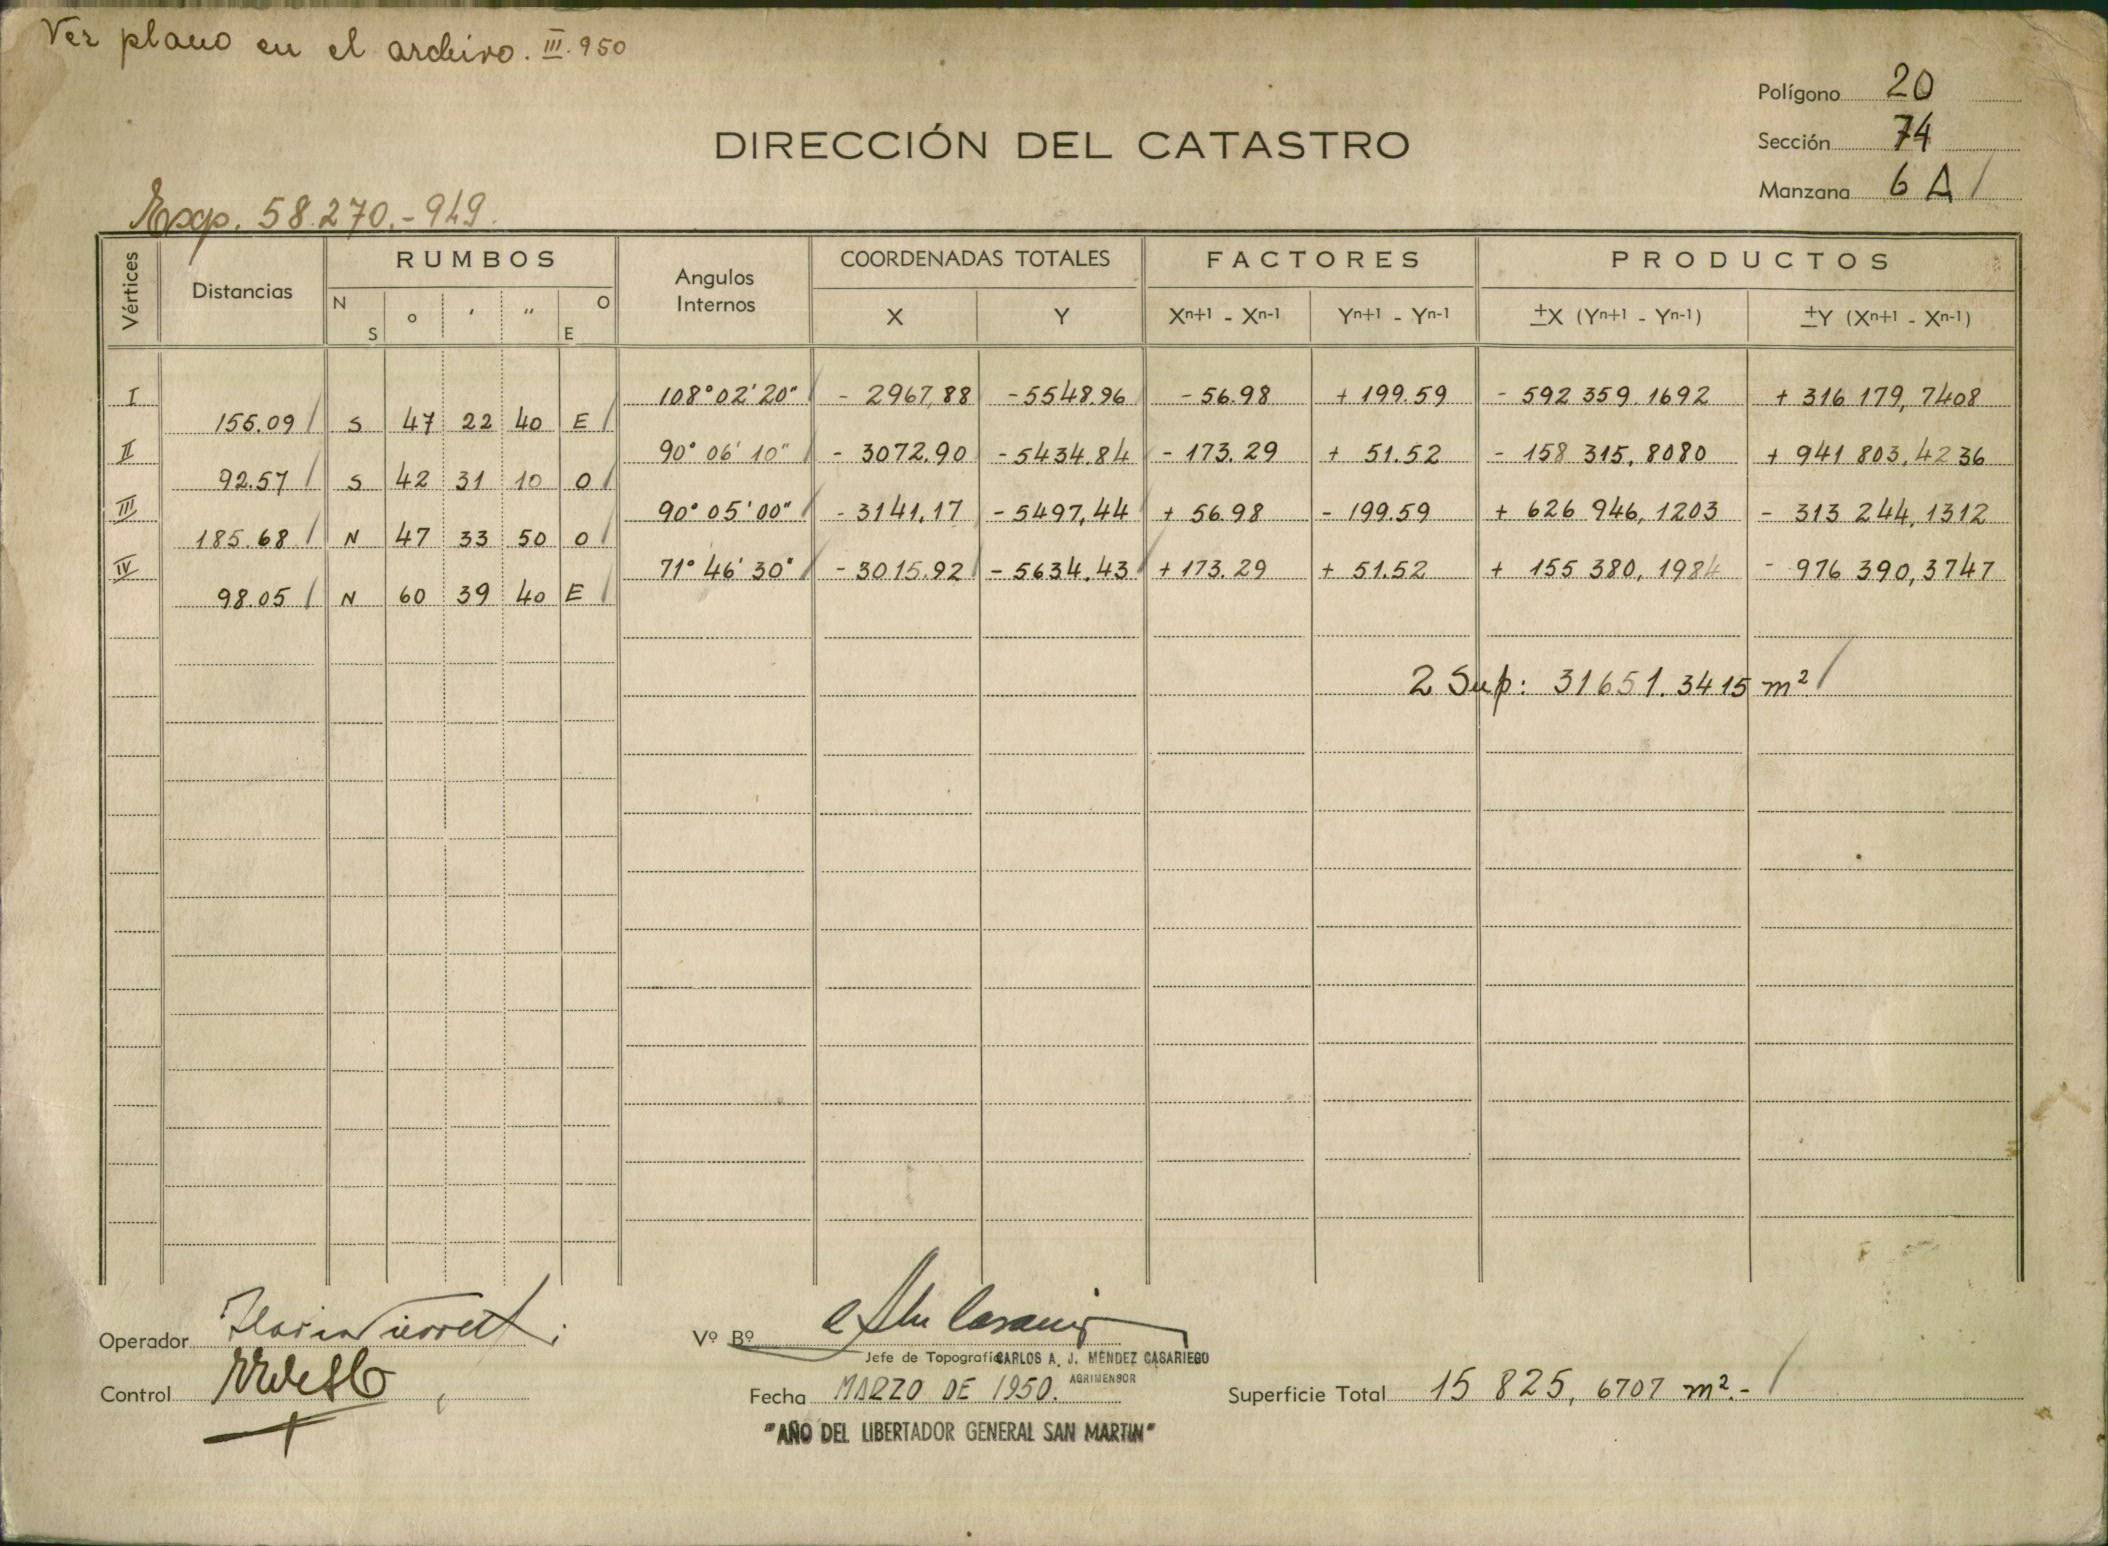 Ver plano en el archivo. III.950
Polígono 20
DIRECCIÓN DEL CATASTRO
Sección 74
Manzana 6 A /
Exp. 58.270.-949.
Vértices Distancias RUMBOS Angulos Internos COORDENADAS TOTALES FACTORES PRODUCTOS
N S o ' " O E X Y Xn+1 - Xn-1 Yn+1 - Yn-1 ±X (Yn+1 - Yn-1) ±Y (Xn+1 - Xn-1)
I 108° 02' 20" - 2967,88 - 5548.96 - 56.98 + 199.59 - 592 359.1692 + 316 179,7408
155.09 S 47 22 40 E
II 90° 06' 10" - 3072.90 - 5434.84 - 173.29 + 51.52 - 158 315.8080 + 941 803,4236
92.57 S 42 31 10 O
III 90° 05' 00" - 3141,17 - 5497,44 + 56.98 - 199.59 + 626 946,1203 - 313 244,1312
185.68 N 47 33 50 O
IV 71° 46' 30" - 3015.92 - 5634.43 + 173.29 + 51.52 + 155 380,1984 - 976 390,3747
98.05 N 60 39 40 E
2 Sup: 31651.3415 m²
Operador
Vº Bº
Jefe de Topografía CARLOS A. J. MENDEZ CASARIEGO
AGRIMENSOR
Control
Fecha MARZO DE 1950.
Superficie Total 15 825,6707 m².-
"AÑO DEL LIBERTADOR GENERAL SAN MARTIN"